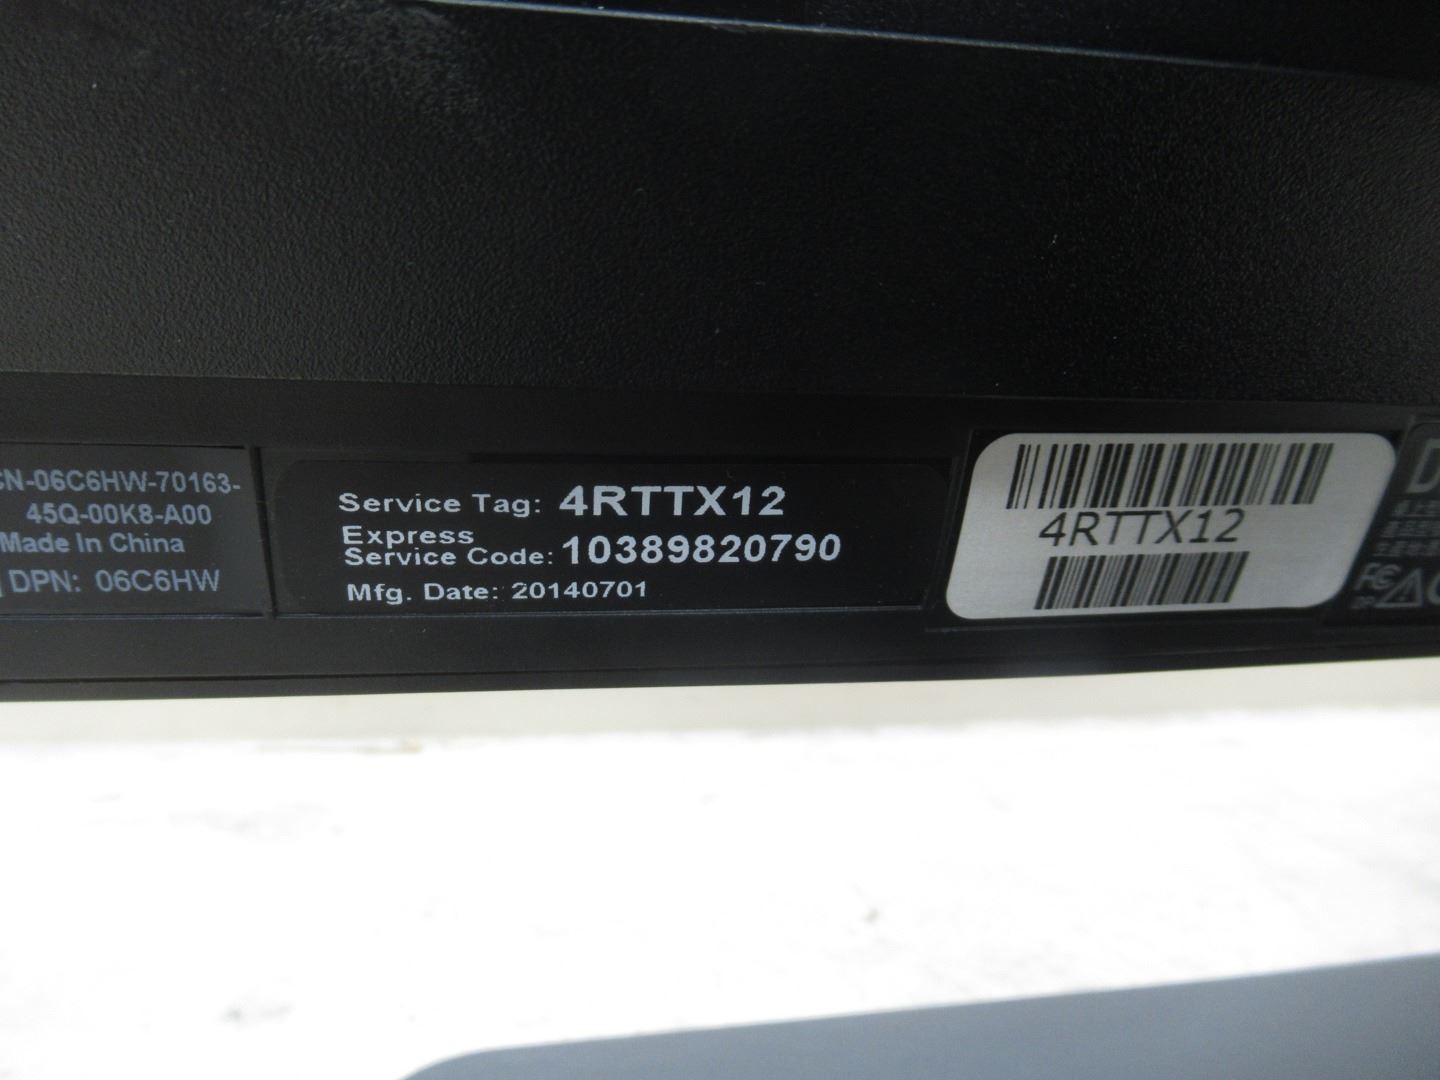 CN-06C6HW-70163-
45Q-00K8-A00
Made In China
DPN: 06C6HW
Service Tag: 4RTTX12
Express
Service Code: 10389820790
Mfg. Date: 20140701
4RTTX12
D
FC